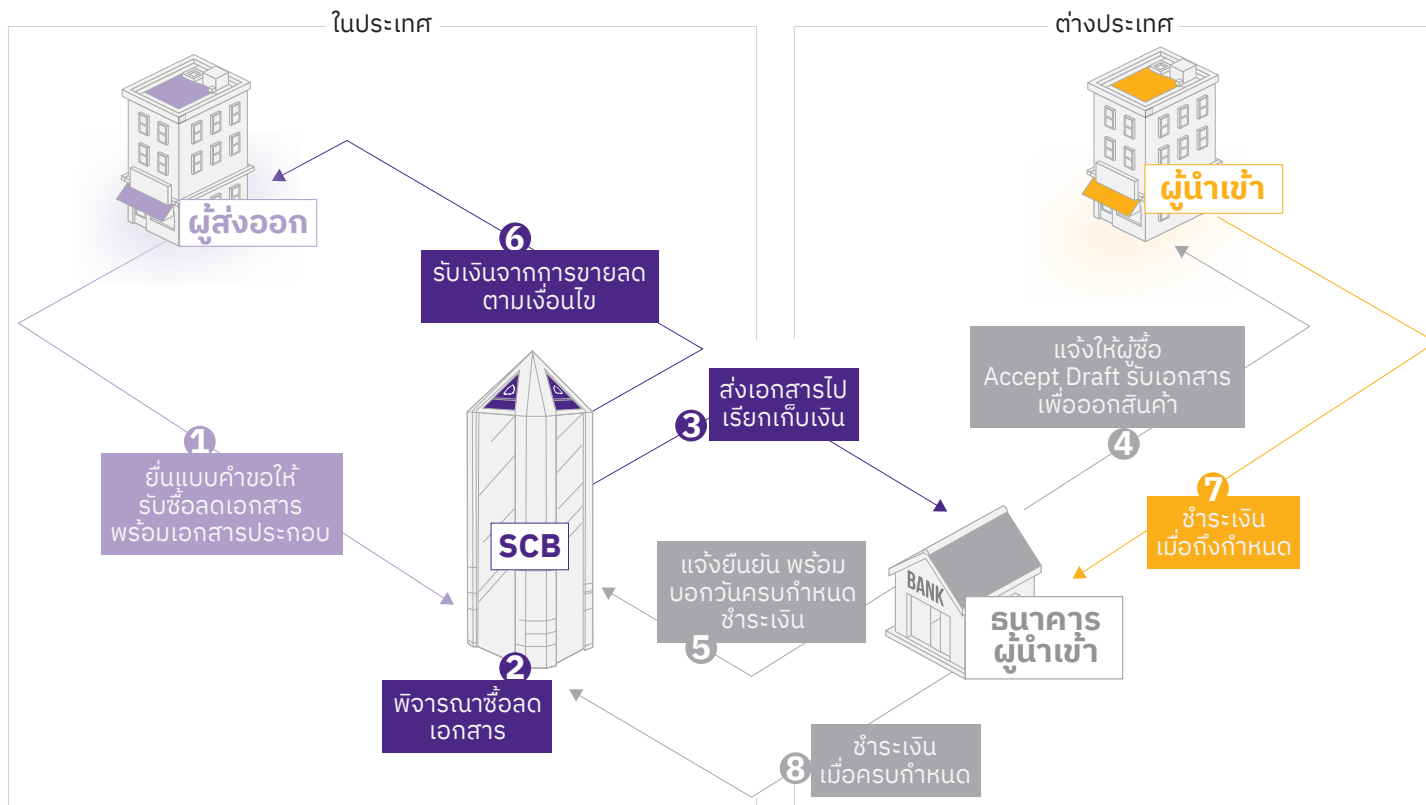 ในประเทศ
ต่างประเทศ
ผู้ส่งออก
ผู้นำเข้า
6
รับเงินจากการขายลด
ตามเงื่อนไข
แจ้งให้ผู้ซื้อ
Accept Draft รับเอกสาร
เพื่อออกสินค้า
4
ส่งเอกสารไป
เรียกเก็บเงิน
3
1
ยื่นแบบคำขอให้
รับซื้อลดเอกสาร
พร้อมเอกสารประกอบ
7
ชำระเงิน
เมื่อถึงกำหนด
SCB
แจ้งยืนยัน พร้อม
บอกวันครบกำหนด
ชำระเงิน
5
BANK
ธนาคาร
ผู้นำเข้า
2
พิจารณาซื้อลด
เอกสาร
ชำระเงิน
เมื่อครบกำหนด
8